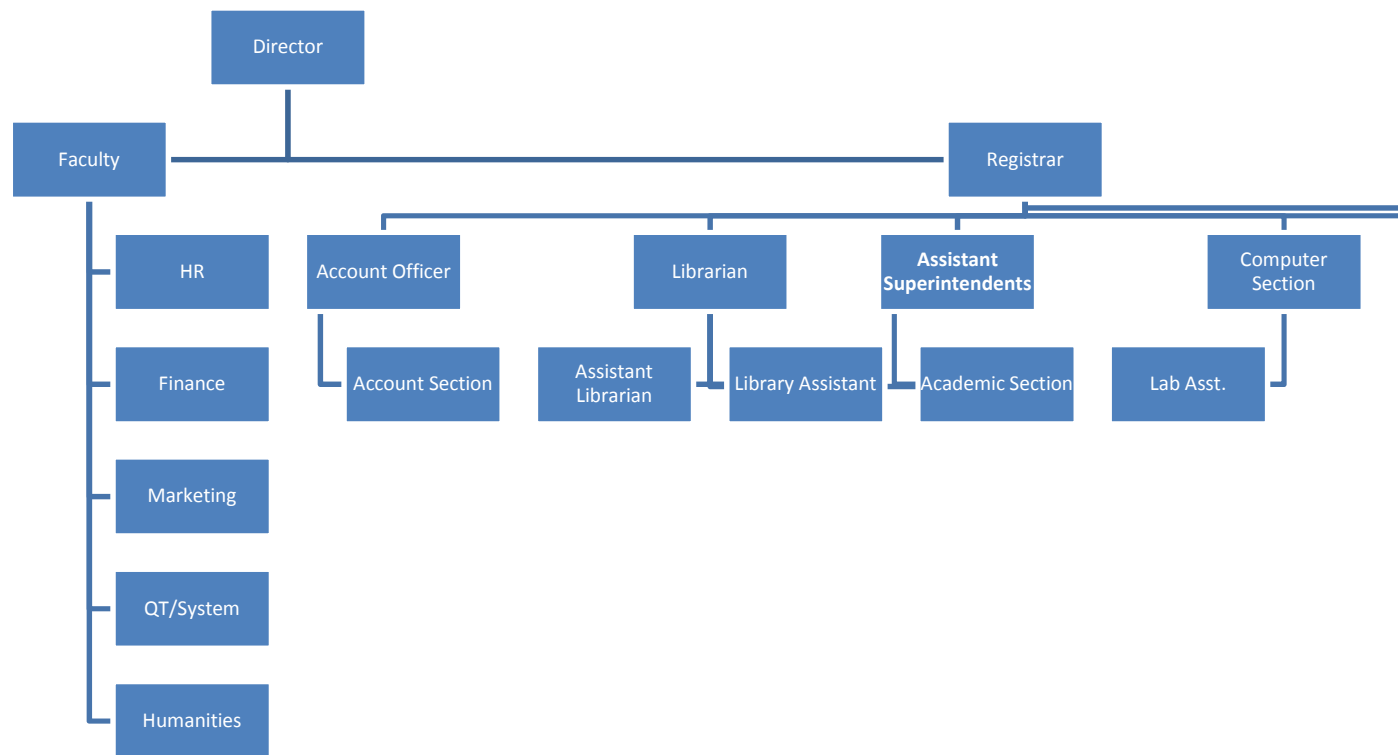 Director
Faculty
Registrar
HR
Account Officer
Librarian
Assistant
Superintendents
Computer
Section
Finance
Account Section
Assistant
Librarian
Library Assistant
Academic Section
Lab Asst.
Marketing
QT/System
Humanities